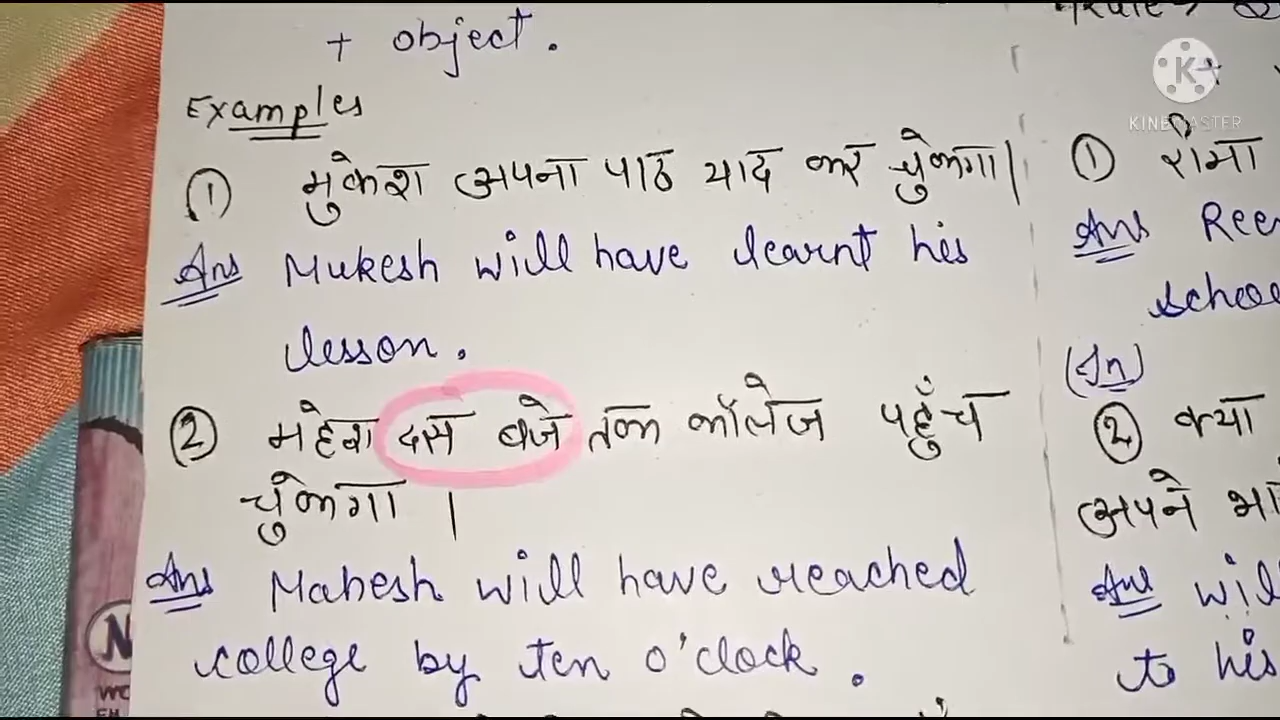 + object.
Examples
① मुकेश अपना पाठ याद कर चुकेगा।
Ans Mukesh will have learnt his
lesson.
② महेश दस बजे तक कॉलेज पहुँच
चुकेगा ।
Ans Mahesh will have reached
college by ten o'clock.
① रीमा
Ans Ree
schoo
(In)
② क्या
अपने भा
Ans wil
to his
K
KINEMASTER
N